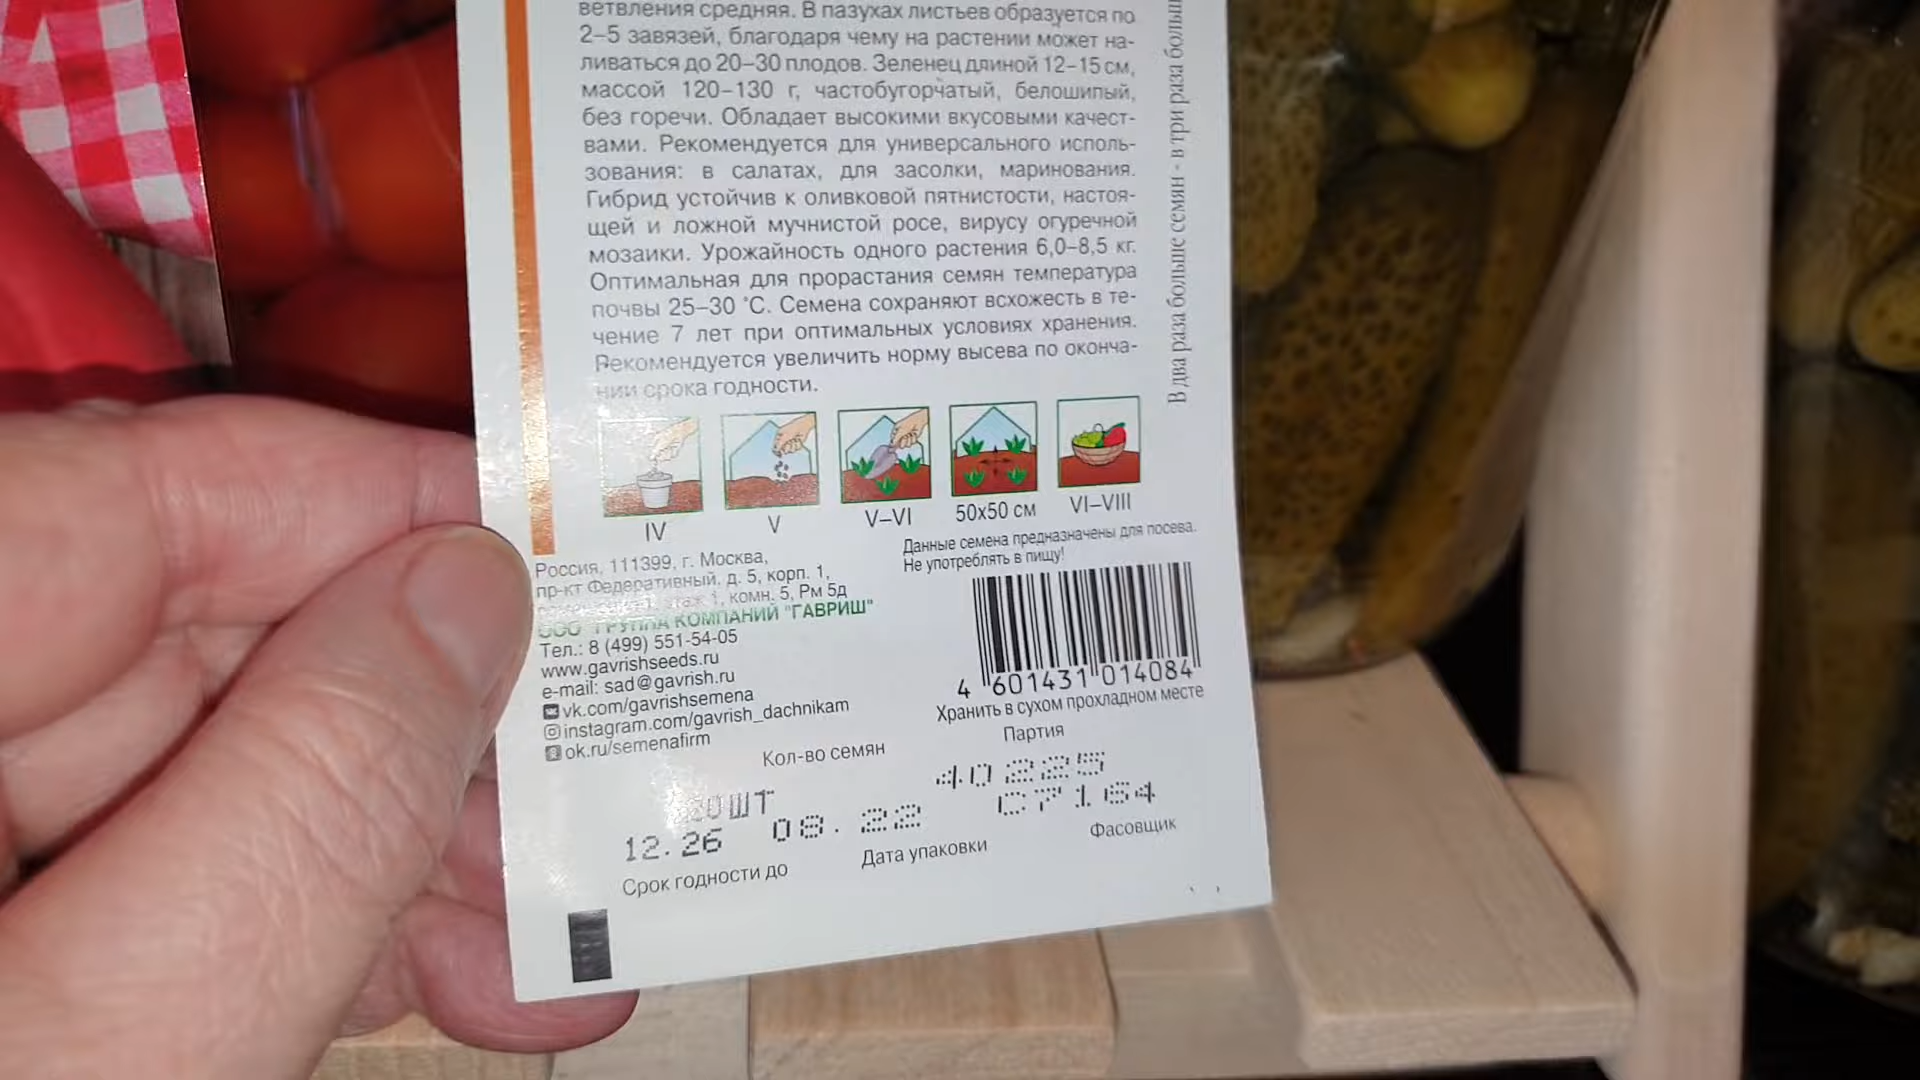 ветвления средняя. В пазухах листьев образуется по
2–5 завязей, благодаря чему на растении может на-
ливаться до 20–30 плодов. Зеленец длиной 12–15 см,
массой 120–130 г, частобугорчатый, белошипый,
без горечи. Обладает высокими вкусовыми качест-
вами. Рекомендуется для универсального исполь-
зования: в салатах, для засолки, маринования.
Гибрид устойчив к оливковой пятнистости, настоя-
щей и ложной мучнистой росе, вирусу огуречной
мозаики. Урожайность одного растения 6,0–8,5 кг.
Оптимальная для прорастания семян температура
почвы 25–30 °С. Семена сохраняют всхожесть в те-
чение 7 лет при оптимальных условиях хранения.
Рекомендуется увеличить норму высева по оконча-
нии срока годности.
В два раза больше семян - в три раза
IV
V
V–VI
50х50 см
VI–VIII
Данные семена предназначены для посева.
Не употреблять в пищу!
Россия, 111399, г. Москва,
пр-кт Федеративный, д. 5, корп. 1,
этаж 1, комн. 5, Рм 5д
ООО "ГРУППА КОМПАНИЙ "ГАВРИШ"
Тел.: 8 (499) 551-54-05
www.gavrishseeds.ru
e-mail: sad@gavrish.ru
vk.com/gavrishsemena
instagram.com/gavrish_dachnikam
ok.ru/semenafirm
4 601431 014084
Хранить в сухом прохладном месте
Кол-во семян
Партия
20ШТ
40225
12.26
08.22
07164
Срок годности до
Дата упаковки
Фасовщик